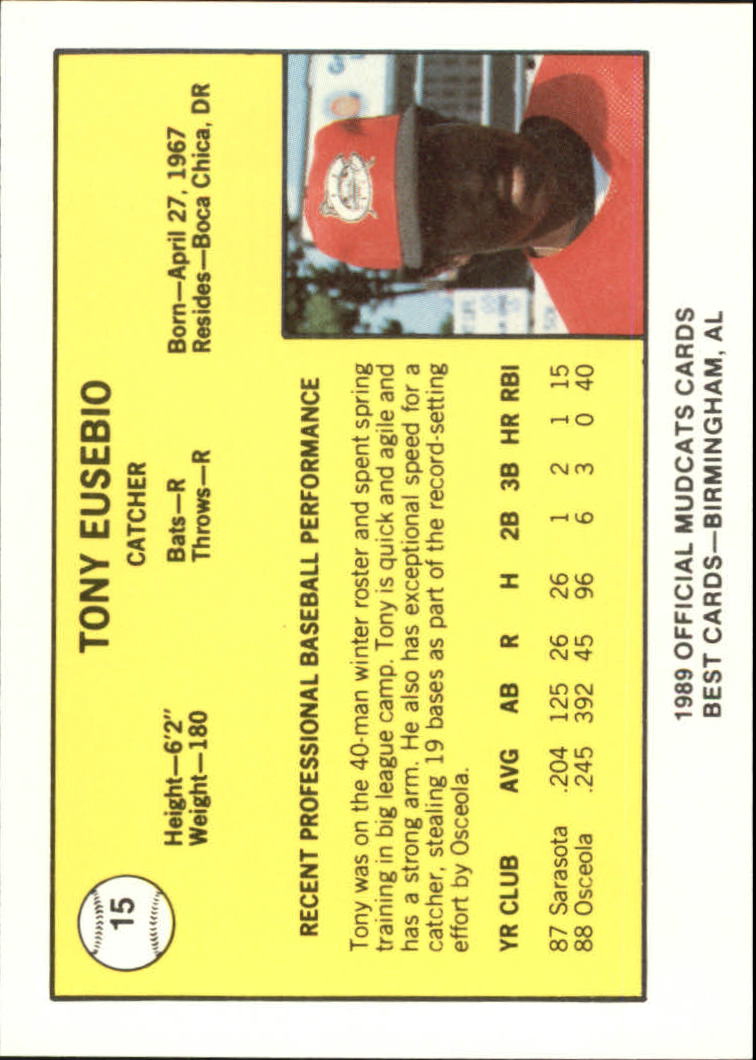 15
TONY EUSEBIO
CATCHER
Height—6'2" Bats—R Born—April 27, 1967
Weight—180 Throws—R Resides—Boca Chica, DR
RECENT PROFESSIONAL BASEBALL PERFORMANCE
Tony was on the 40-man winter roster and spent spring
training in big league camp. Tony is quick and agile and
has a strong arm. He also has exceptional speed for a
catcher, stealing 19 bases as part of the record-setting
effort by Osceola.
YR CLUB AVG AB R H 2B 3B HR RBI
87 Sarasota .204 125 26 26 1 2 1 15
88 Osceola .245 392 45 96 6 3 0 40
1989 OFFICIAL MUDCATS CARDS
BEST CARDS—BIRMINGHAM, AL